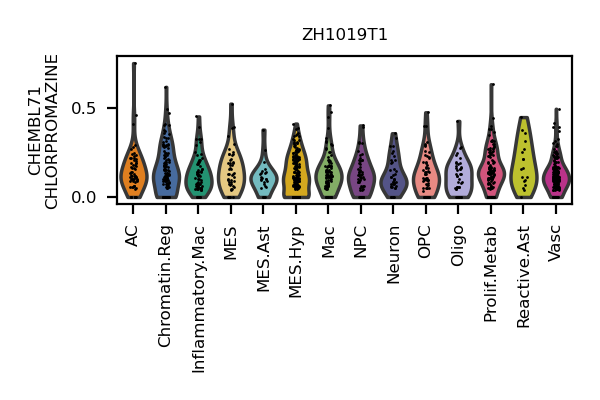 ZH1019T1
CHEMBL71
CHLORPROMAZINE
0.5
0.0
AC
Chromatin.Reg
Inflammatory.Mac
MES
MES.Ast
MES.Hyp
Mac
NPC
Neuron
OPC
Oligo
Prolif.Metab
Reactive.Ast
Vasc